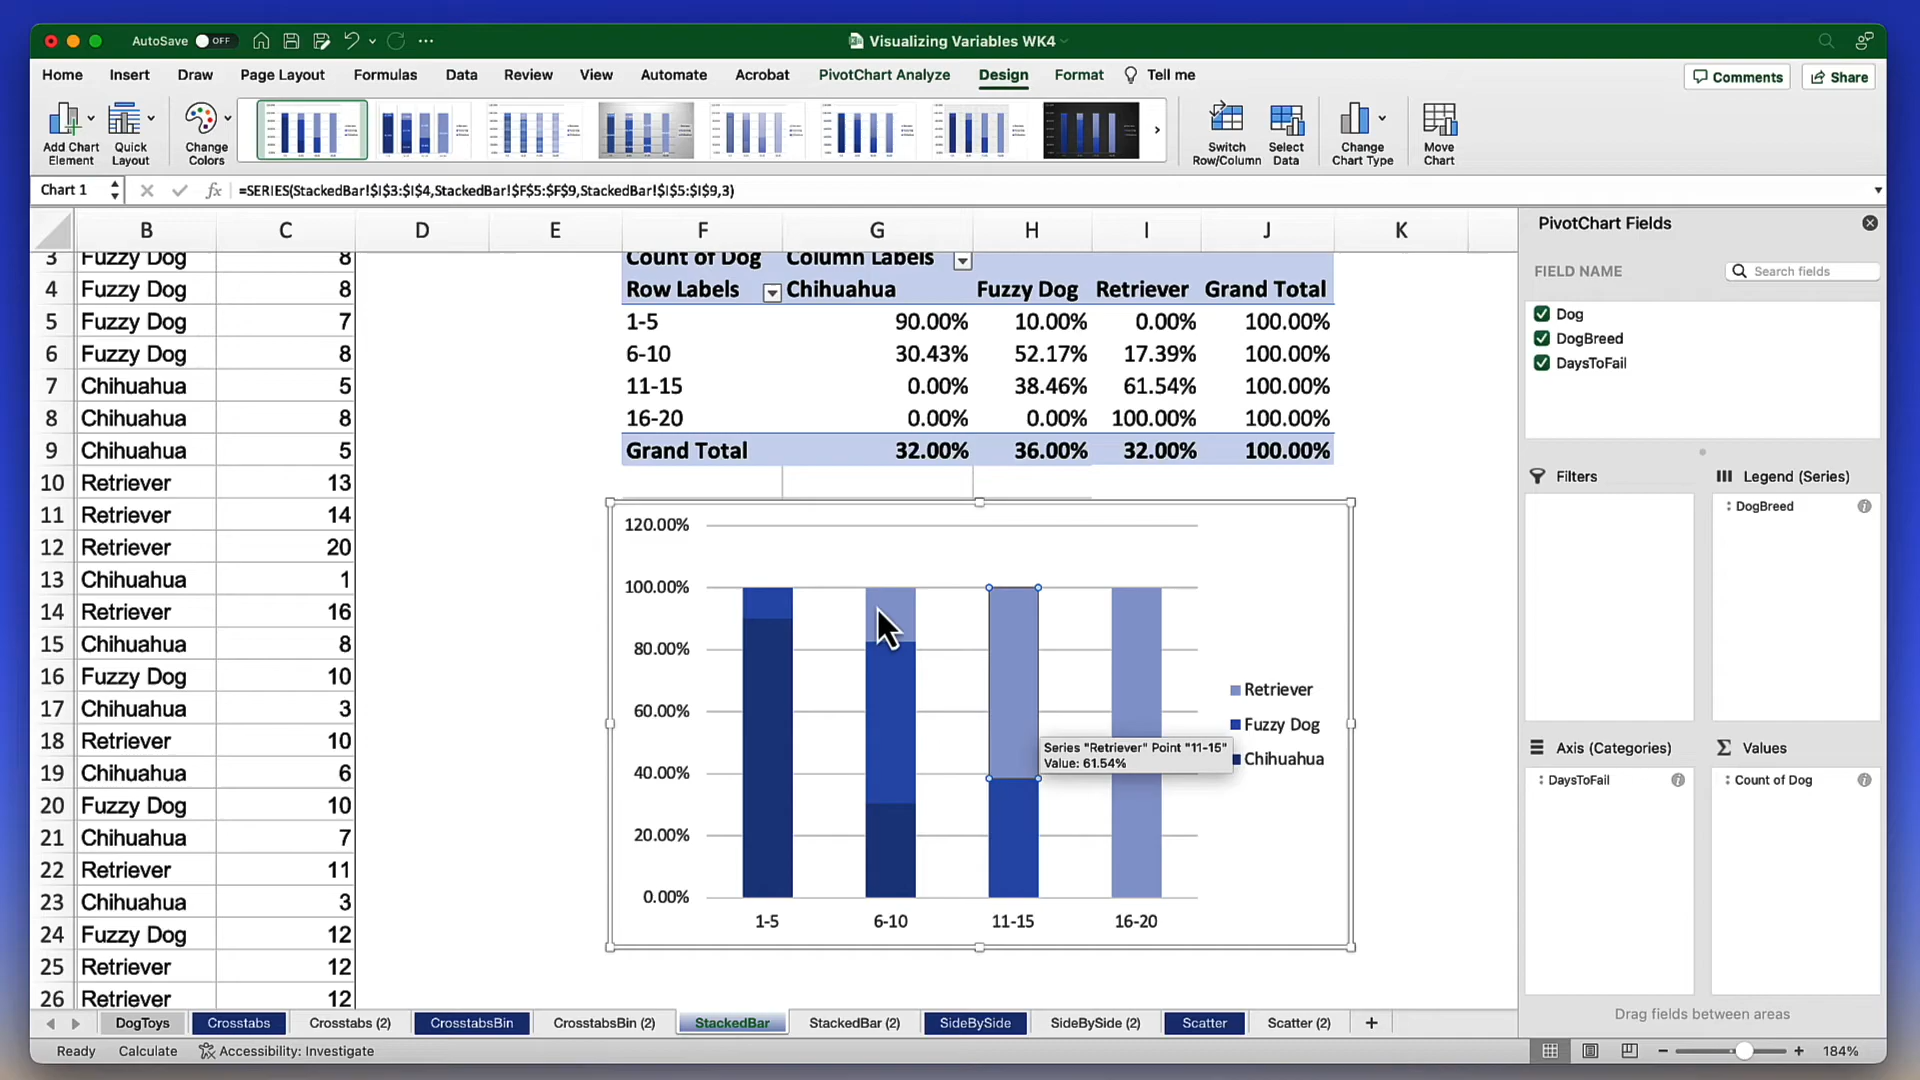 AutoSave OFF
Visualizing Variables WK4
Home Insert Draw Page Layout Formulas Data Review View Automate Acrobat PivotChart Analyze Design Format Tell me
Comments Share
Add Chart Element
Quick Layout
Change Colors
Switch Row/Column
Select Data
Change Chart Type
Move Chart
Chart 1 fx =SERIES(StackedBar!$I$3:$I$4,StackedBar!$F$5:$F$9,StackedBar!$I$5:$I$9,3)
B C D E F G H I J K
3 Fuzzy Dog 8 Count of Dog Column Labels
4 Fuzzy Dog 8 Row Labels Chihuahua Fuzzy Dog Retriever Grand Total
5 Fuzzy Dog 7 1-5 90.00% 10.00% 0.00% 100.00%
6 Fuzzy Dog 8 6-10 30.43% 52.17% 17.39% 100.00%
7 Chihuahua 5 11-15 0.00% 38.46% 61.54% 100.00%
8 Chihuahua 8 16-20 0.00% 0.00% 100.00% 100.00%
9 Chihuahua 5 Grand Total 32.00% 36.00% 32.00% 100.00%
10 Retriever 13
11 Retriever 14
12 Retriever 20
13 Chihuahua 1
14 Retriever 16
15 Chihuahua 8
16 Fuzzy Dog 10
17 Chihuahua 3
18 Retriever 10
19 Chihuahua 6
20 Fuzzy Dog 10
21 Chihuahua 7
22 Retriever 11
23 Chihuahua 3
24 Fuzzy Dog 12
25 Retriever 12
26 Retriever 12
120.00%
100.00%
80.00%
60.00%
40.00%
20.00%
0.00%
1-5 6-10 11-15 16-20
Retriever
Fuzzy Dog
Chihuahua
Series "Retriever" Point "11-15"
Value: 61.54%
PivotChart Fields
FIELD NAME Search fields
Dog
DogBreed
DaysToFail
Filters Legend (Series)
DogBreed
Axis (Categories) Values
DaysToFail Count of Dog
Drag fields between areas
DogToys Crosstabs Crosstabs (2) CrosstabsBin CrosstabsBin (2) StackedBar StackedBar (2) SideBySide SideBySide (2) Scatter Scatter (2)
Ready Calculate Accessibility: Investigate 184%